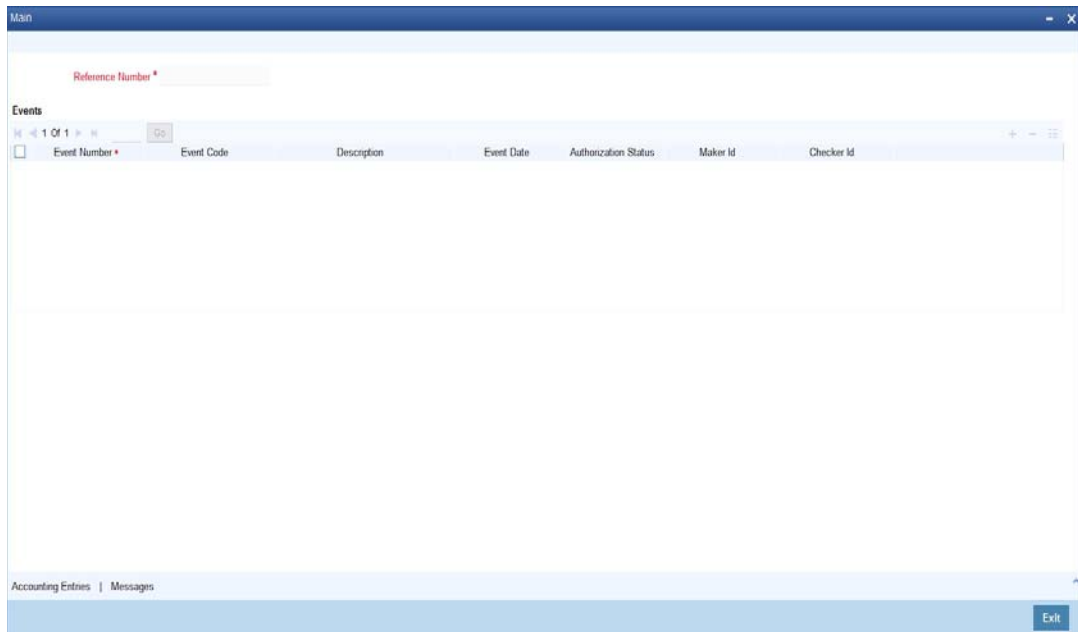 Main
Reference Number *
Events
1 Of 1 Go
Event Number * Event Code Description Event Date Authorization Status Maker Id Checker Id
Accounting Entries | Messages
Exit